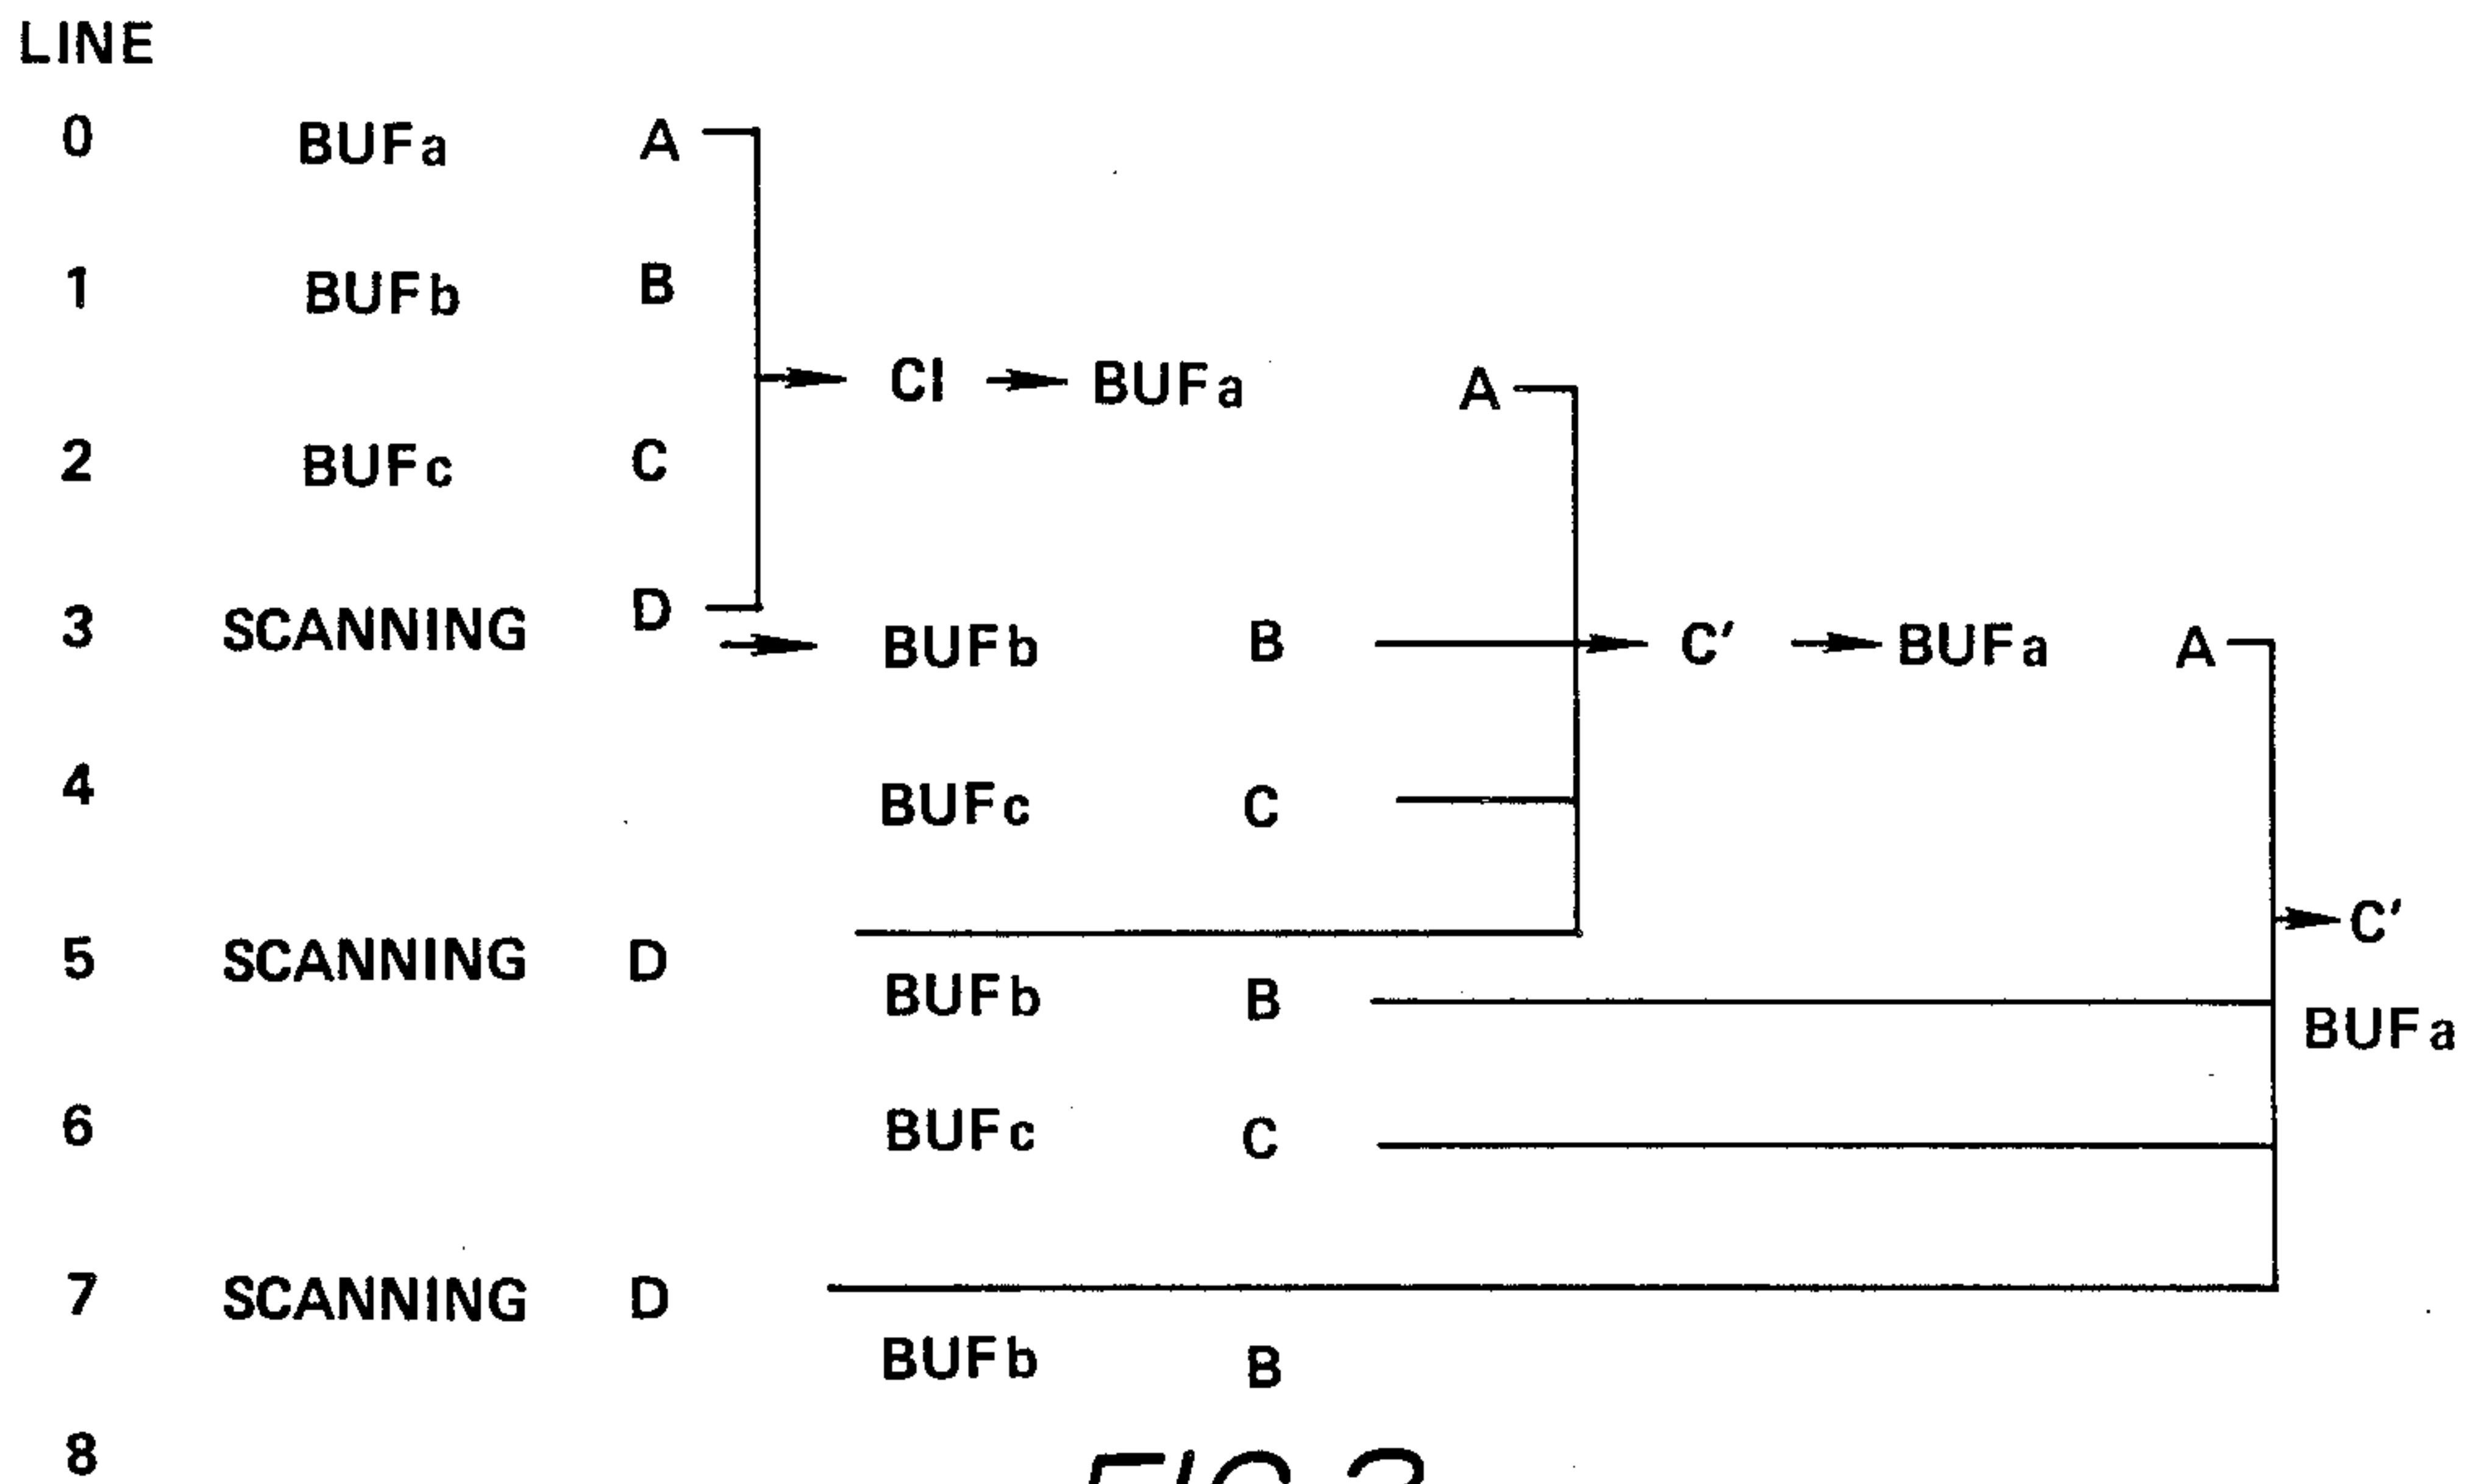 LINE
0 BUFa A
1 BUFb B
CI BUFa A
2 BUFc C
3 SCANNING D
BUFb B C' BUFa A
4 BUFc C
C'
5 SCANNING D
BUFb B
BUFa
6 BUFc C
7 SCANNING D
BUFb B
8